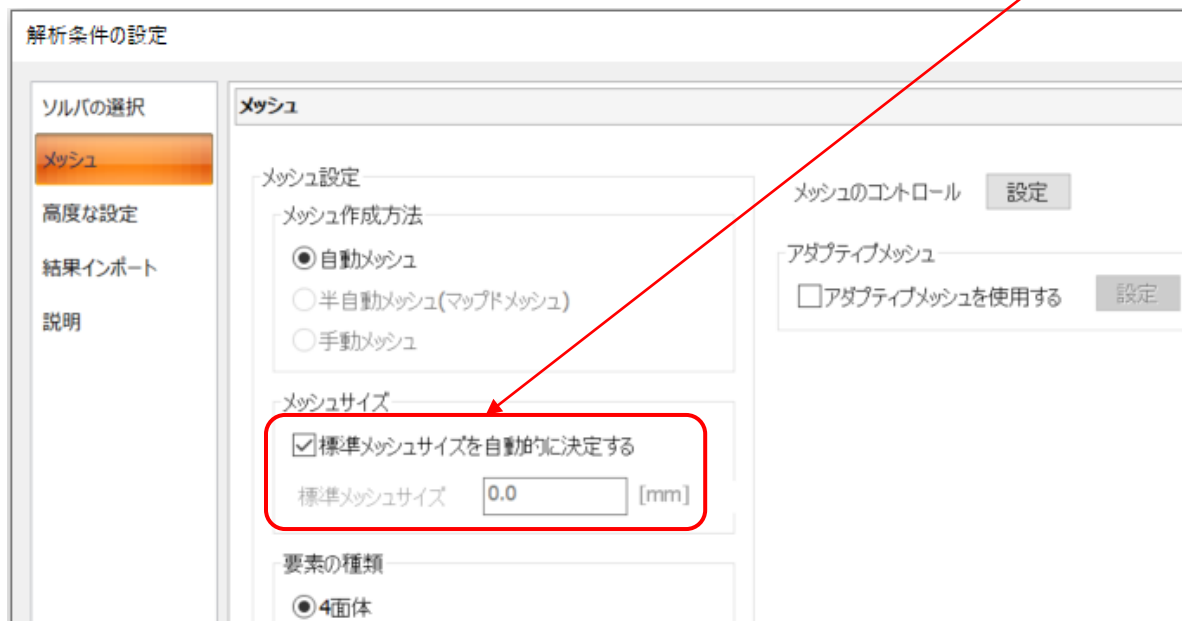 解析条件の設定
ソルバの選択
メッシュ
高度な設定
結果インポート
説明
メッシュ
メッシュ設定
メッシュ作成方法
自動メッシュ
半自動メッシュ(マップドメッシュ)
手動メッシュ
メッシュサイズ
標準メッシュサイズを自動的に決定する
標準メッシュサイズ 0.0 [mm]
要素の種類
4面体
メッシュのコントロール 設定
アダプティブメッシュ
アダプティブメッシュを使用する 設定